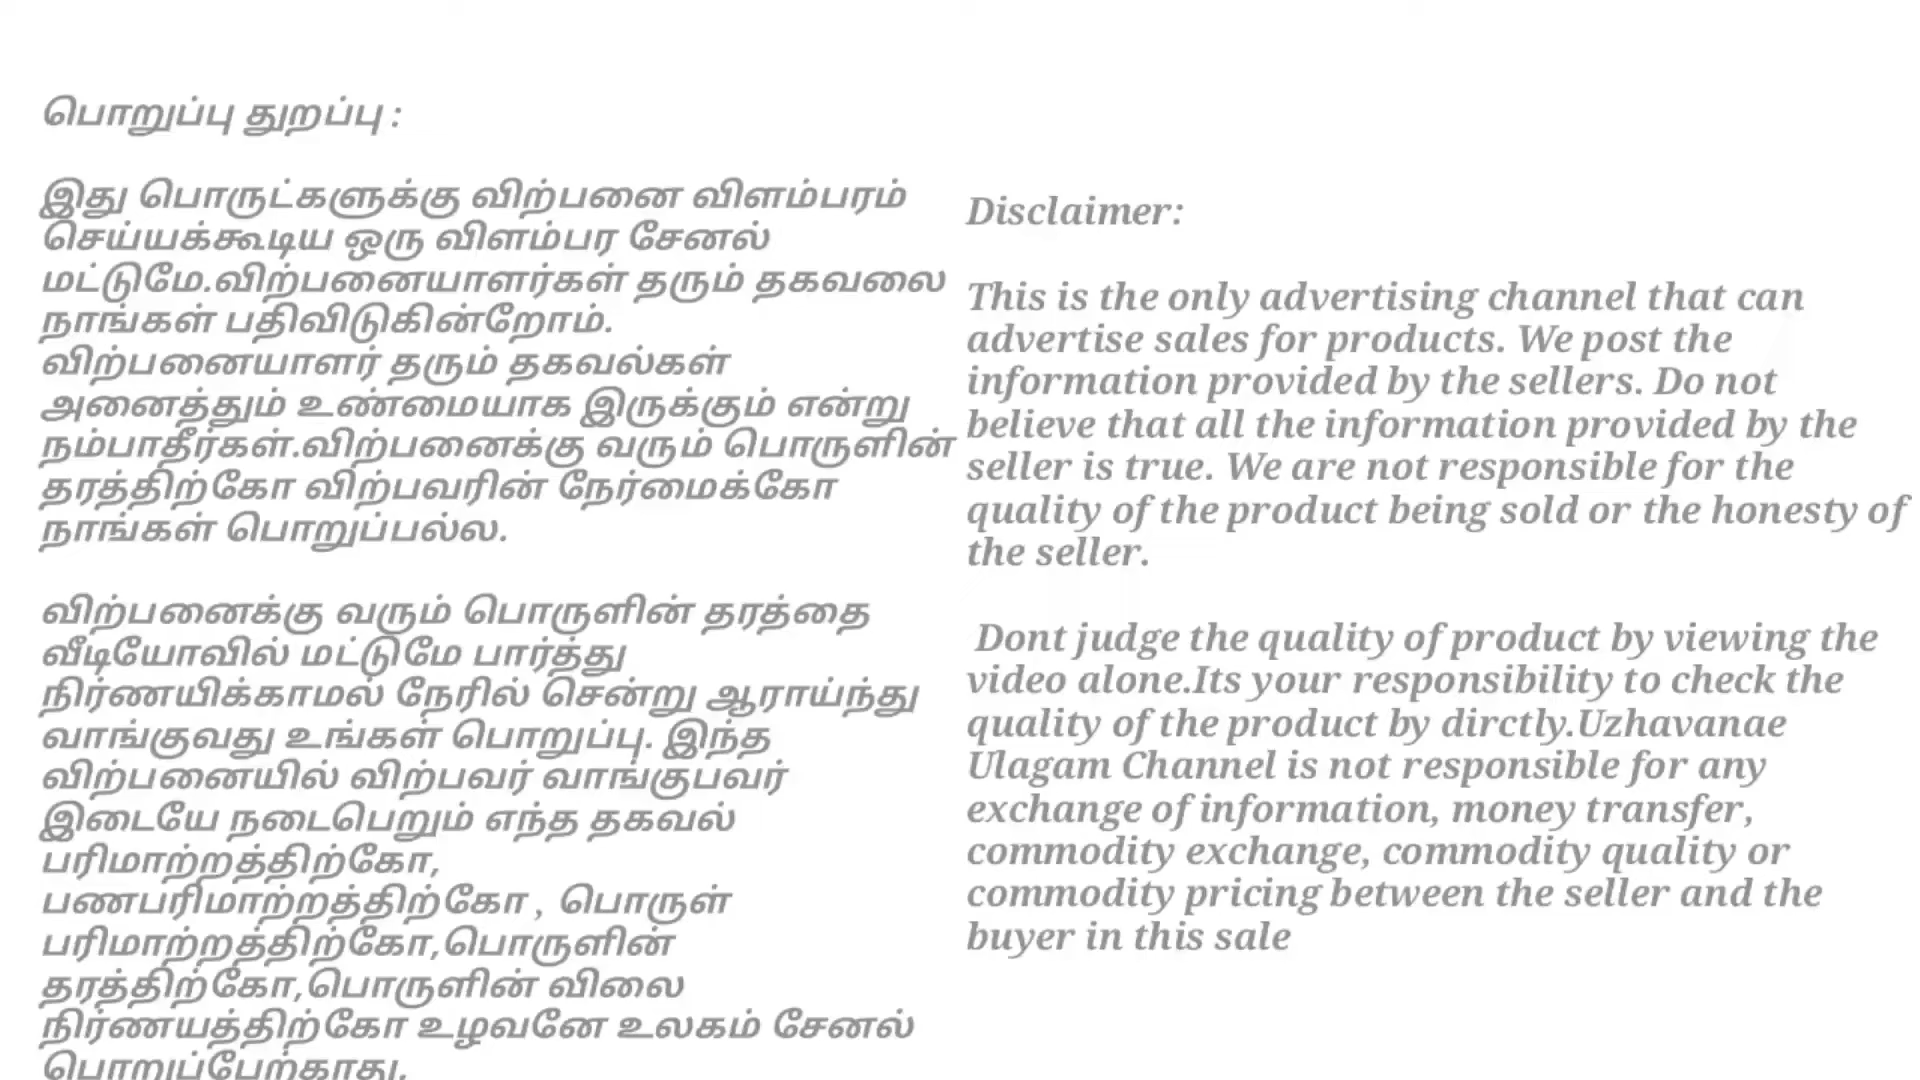 பொறுப்பு துறப்பு :
இது பொருட்களுக்கு விற்பனை விளம்பரம்
செய்யக்கூடிய ஒரு விளம்பர சேனல்
மட்டுமே.விற்பனையாளர்கள் தரும் தகவலை
நாங்கள் பதிவிடுகின்றோம்.
விற்பனையாளர் தரும் தகவல்கள்
அனைத்தும் உண்மையாக இருக்கும் என்று
நம்பாதீர்கள்.விற்பனைக்கு வரும் பொருளின்
தரத்திற்கோ விற்பவரின் நேர்மைக்கோ
நாங்கள் பொறுப்பல்ல.
விற்பனைக்கு வரும் பொருளின் தரத்தை
வீடியோவில் மட்டுமே பார்த்து
நிர்ணயிக்காமல் நேரில் சென்று ஆராய்ந்து
வாங்குவது உங்கள் பொறுப்பு. இந்த
விற்பனையில் விற்பவர் வாங்குபவர்
இடையே நடைபெறும் எந்த தகவல்
பரிமாற்றத்திற்கோ,
பணபரிமாற்றத்திற்கோ , பொருள்
பரிமாற்றத்திற்கோ,பொருளின்
தரத்திற்கோ,பொருளின் விலை
நிர்ணயத்திற்கோ உழவனே உலகம் சேனல்
பொறுப்பேற்காது.
Disclaimer:
This is the only advertising channel that can
advertise sales for products. We post the
information provided by the sellers. Do not
believe that all the information provided by the
seller is true. We are not responsible for the
quality of the product being sold or the honesty of
the seller.
Dont judge the quality of product by viewing the
video alone.Its your responsibility to check the
quality of the product by dirctly.Uzhavanae
Ulagam Channel is not responsible for any
exchange of information, money transfer,
commodity exchange, commodity quality or
commodity pricing between the seller and the
buyer in this sale